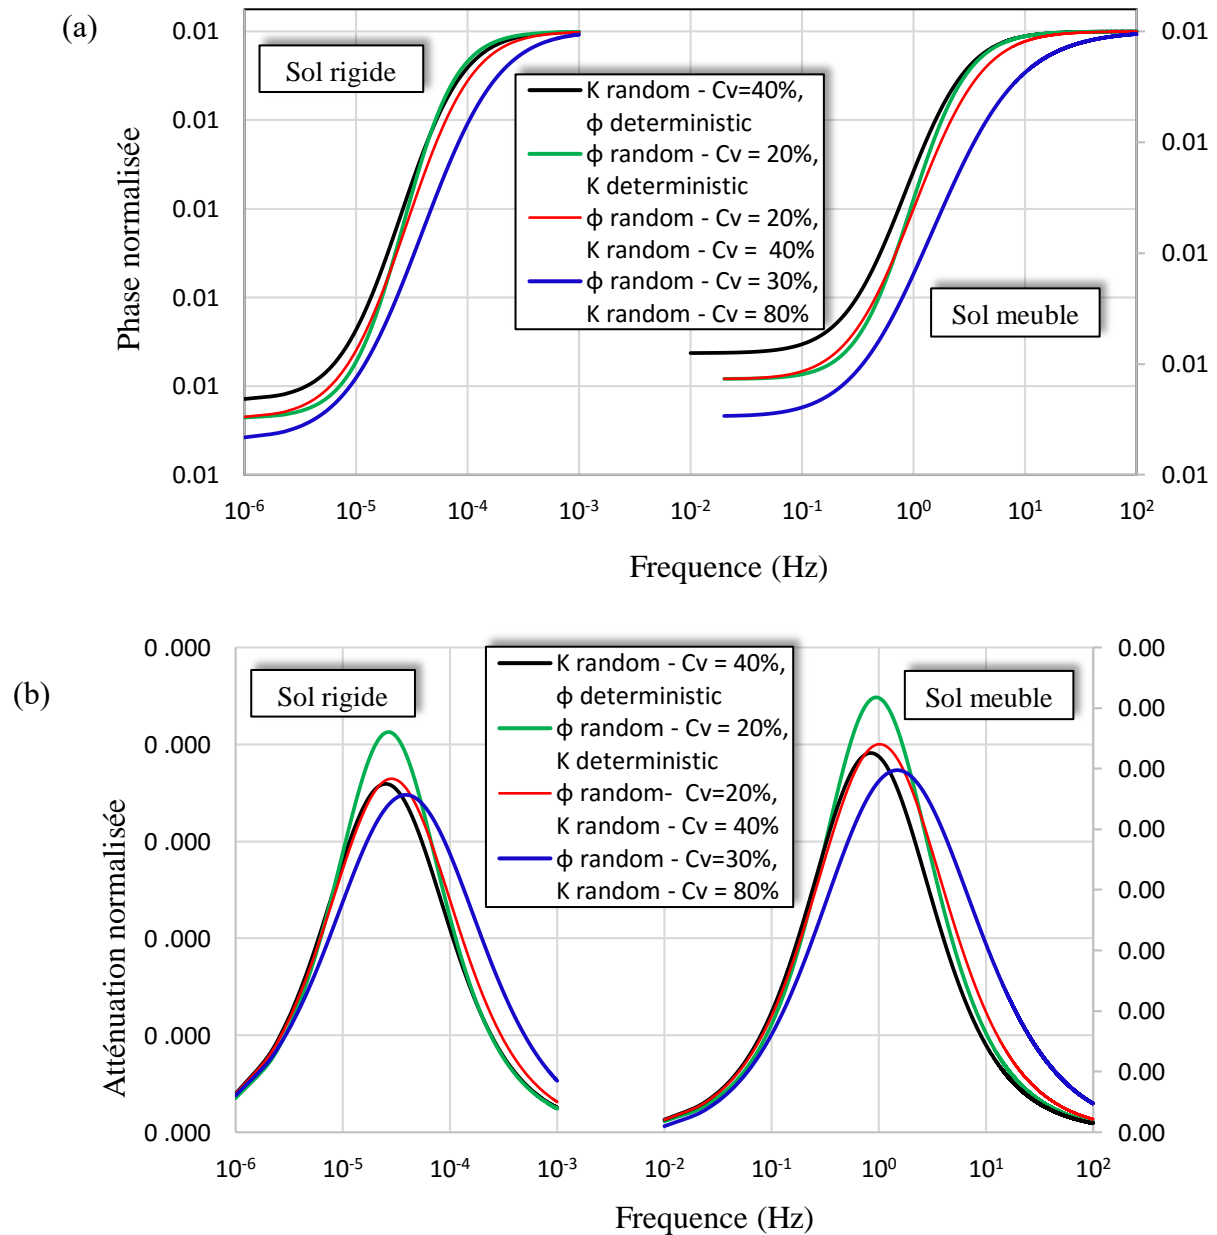 (a)
0.01
0.01
0.01
0.01
0.01
0.01
Phase normalisée
Sol rigide
K random - Cv=40%,
ϕ deterministic
ϕ random - Cv = 20%,
K deterministic
ϕ random - Cv = 20%,
K random - Cv = 40%
ϕ random - Cv = 30%,
K random - Cv = 80%
Sol meuble
0.01
0.01
0.01
0.01
0.01
10⁻⁶ 10⁻⁵ 10⁻⁴ 10⁻³ 10⁻² 10⁻¹ 10⁰ 10¹ 10²
Frequence (Hz)
(b)
0 .000
0.000
0.000
0.000
0.000
0 .000
Atténuation normalisée
Sol rigide
K random - Cv = 40%,
ϕ deterministic
ϕ random - Cv = 20%,
K deterministic
ϕ random- Cv=20%,
K random - Cv = 40%
ϕ random - Cv=30%,
K random - Cv = 80%
Sol meuble
0.00
0.00
0.00
0.00
0.00
0.00
0.00
0.00
0.00
10⁻⁶ 10⁻⁵ 10⁻⁴ 10⁻³ 10⁻² 10⁻¹ 10⁰ 10¹ 10²
Frequence (Hz)